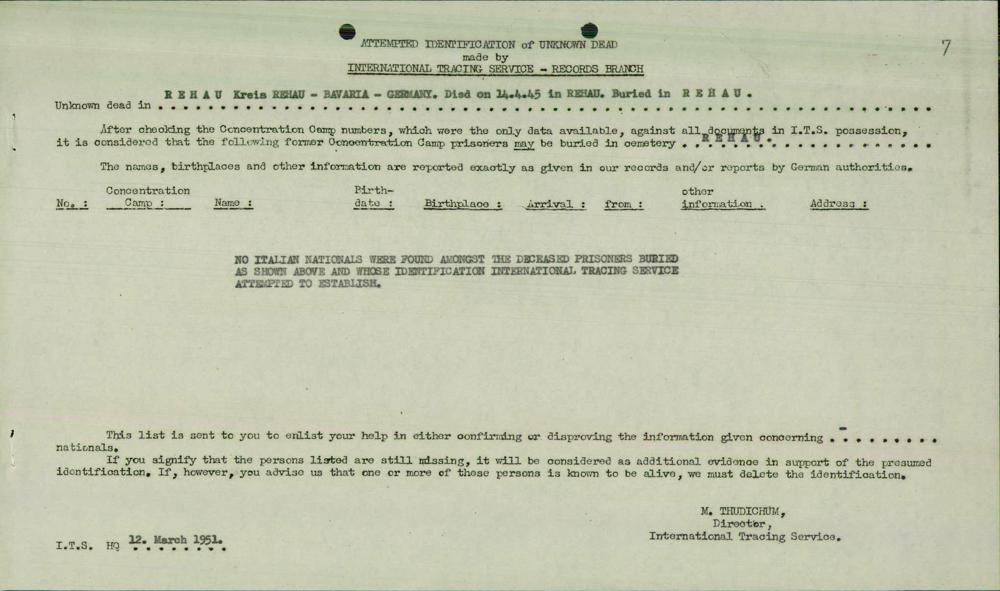 7
ATTEMPTED IDENTIFICATION of UNKNOWN DEAD
made by
INTERNATIONAL TRACING SERVICE - RECORDS BRANCH
R E H A U Kreis REHAU - BAVARIA - GERMANY. Died on 14.4.45 in REHAU. Buried in R E H A U .
Unknown dead in . . . . . . . . . . . . . . . . . . . . . . . . . . . . . . . . . . . . . . . . . . . . . . . . . .
After checking the Concentration Camp numbers, which were the only data available, against all documents in I.T.S. possession,
it is considered that the following former Concentration Camp prisoners may be buried in cemetery . . R E H A U . . . . . . . . . . .
The names, birthplaces and other information are reported exactly as given in our records and/or reports by German authorities.
Concentration Birth- other
No. : Camp : Name : date : Birthplace : Arrival : from : information : Address :
NO ITALIAN NATIONALS WERE FOUND AMONGST THE DECEASED PRISONERS BURIED
AS SHOWN ABOVE AND WHOSE IDENTIFICATION INTERNATIONAL TRACING SERVICE
ATTEMPTED TO ESTABLISH.
This list is sent to you to enlist your help in either confirming or disproving the information given concerning . - . . . . . . .
nationals.
If you signify that the persons listed are still missing, it will be considered as additional evidence in support of the presumed
identification. If, however, you advise us that one or more of these persons is known to be alive, we must delete the identification.
M. THUDICHUM,
Director,
International Tracing Service.
I.T.S. HQ 12. March 1951.